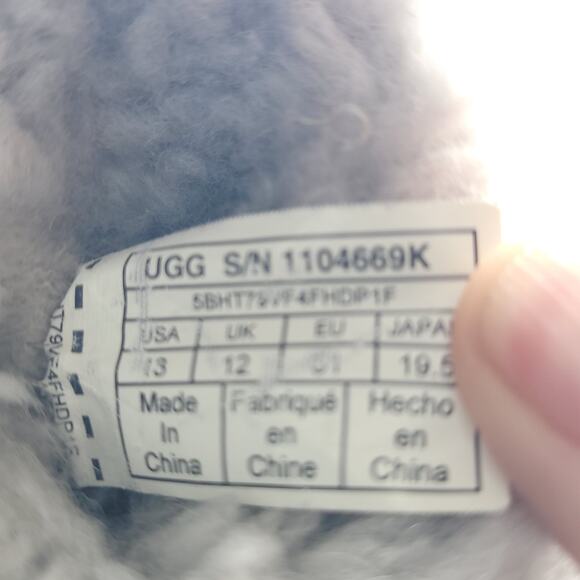 UGG S/N 1104669K
5BHT79VF4FHDP1F
USA UK EU JAPA
13 12 31 19.5
Made Fabriqué Hecho
In en en
China Chine China